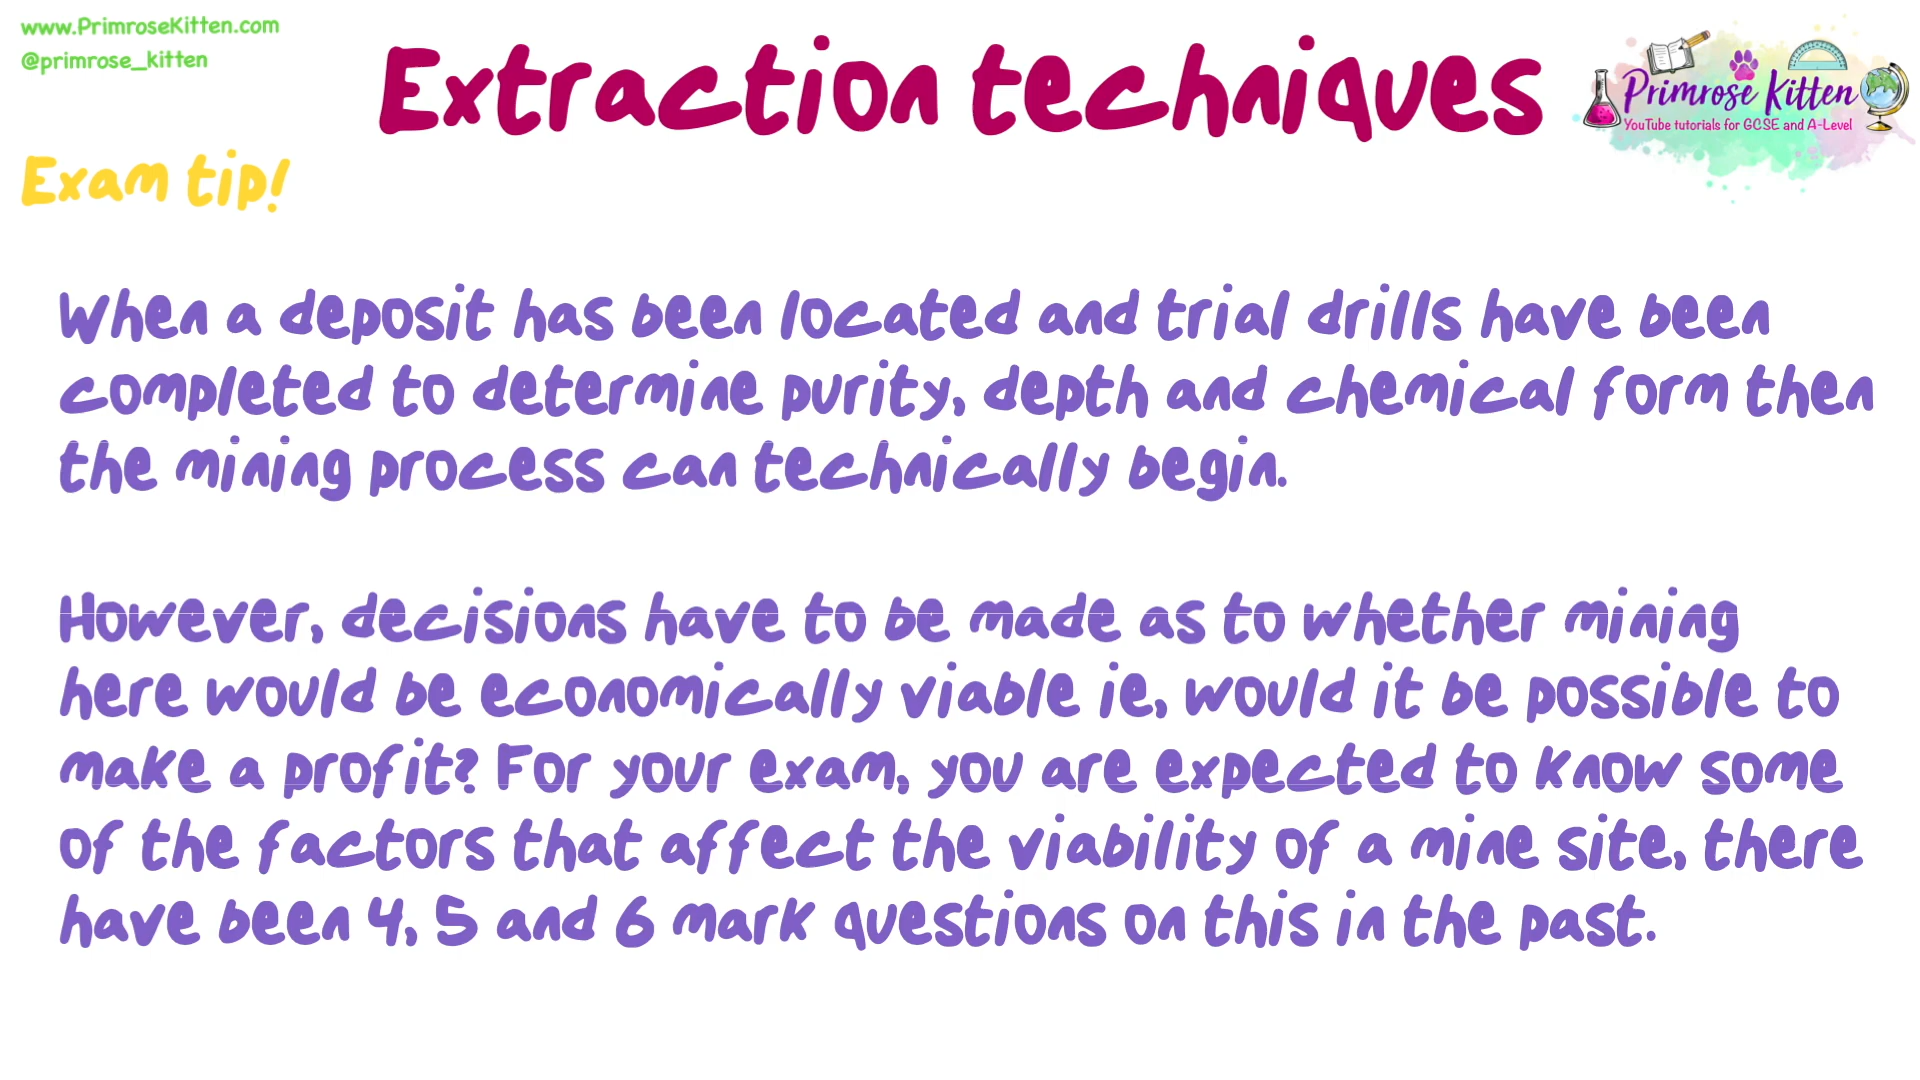 www.PrimroseKitten.com
@primrose_kitten
Extraction techniques
Primrose Kitten
YouTube tutorials for GCSE and A-Level
Exam tip!
When a deposit has been located and trial drills have been
completed to determine purity, depth and chemical form then
the mining process can technically begin.
However, decisions have to be made as to whether mining
here would be economically viable ie, would it be possible to
make a profit? For your exam, you are expected to know some
of the factors that affect the viability of a mine site, there
have been 4, 5 and 6 mark questions on this in the past.